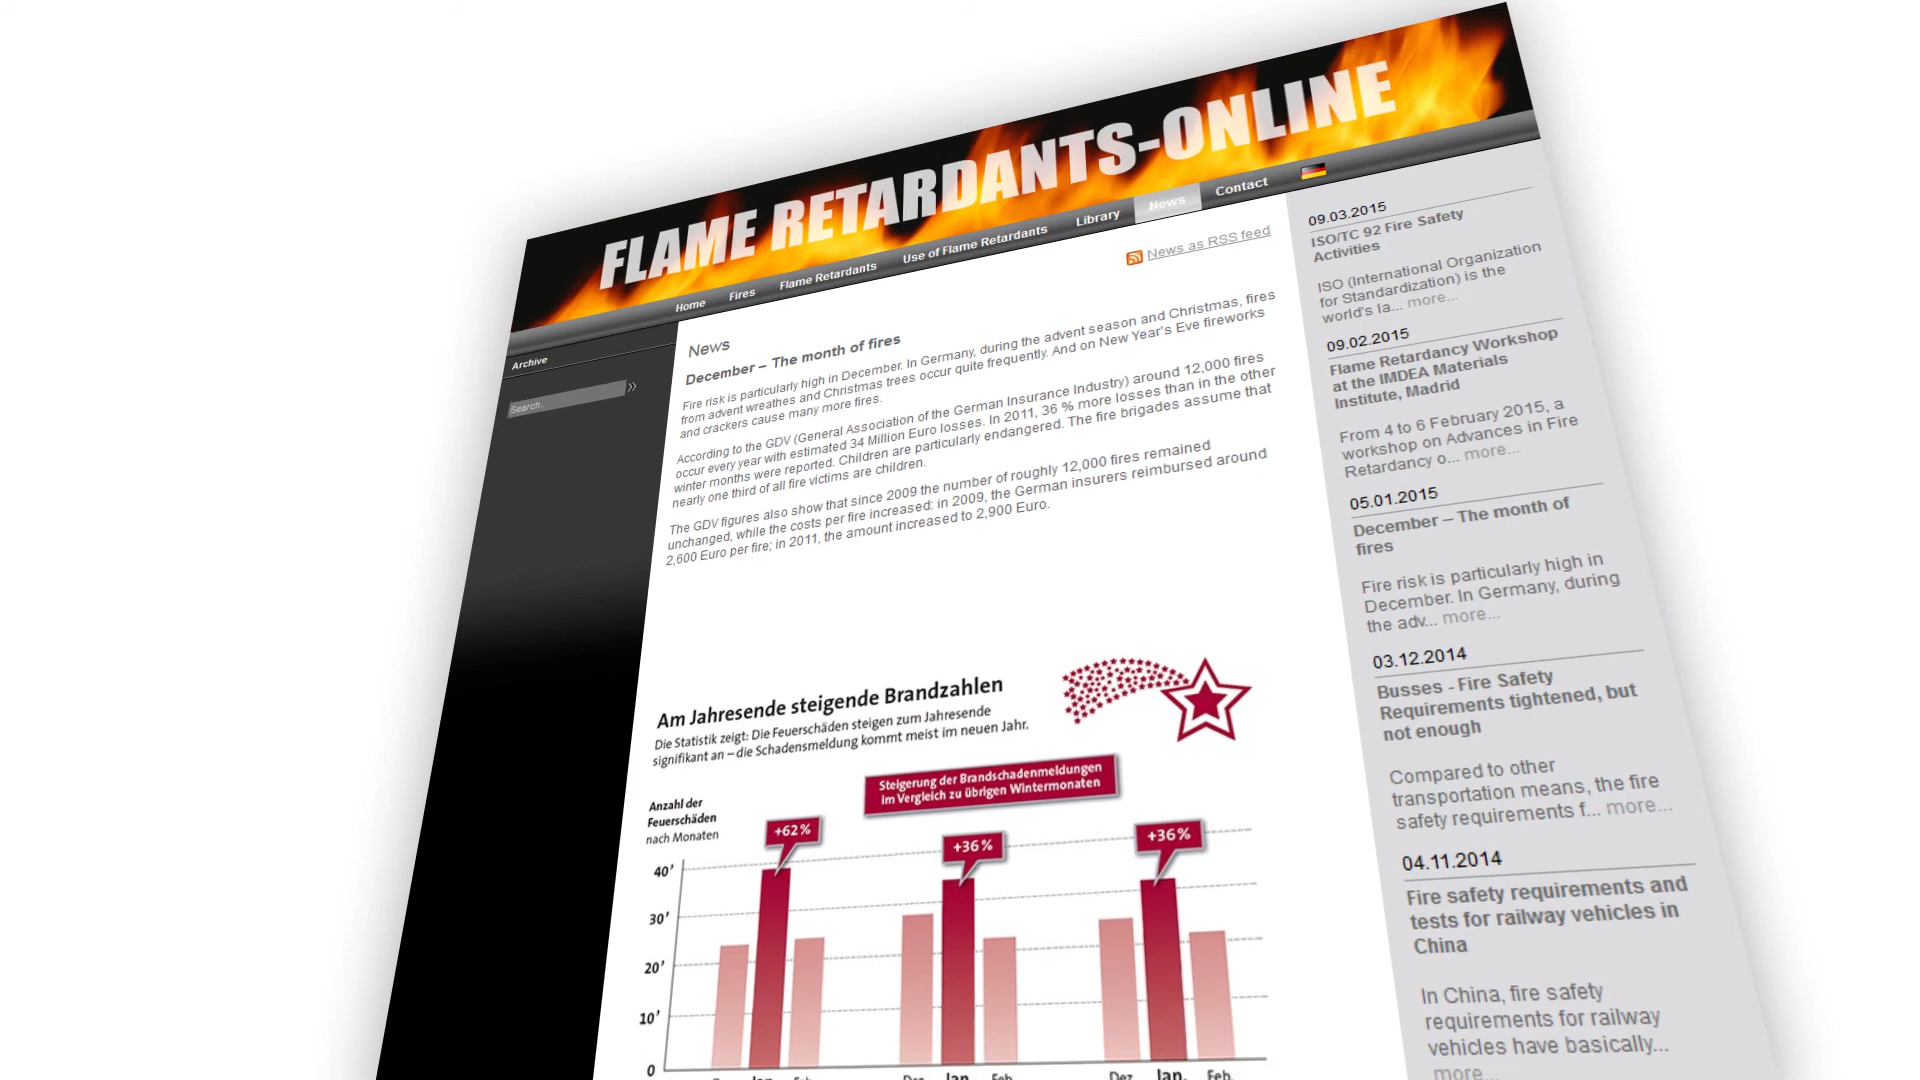 FLAME RETARDANTS-ONLINE
Home
Fires
Flame Retardants
Use of Flame Retardants
Library
News
Contact
Archive
Search..
News as RSS feed
News
December – The month of fires
Fire risk is particularly high in December. In Germany, during the advent season and Christmas, fires
from advent wreathes and Christmas trees occur quite frequently. And on New Year's Eve fireworks
and crackers cause many more fires.
According to the GDV (General Association of the German Insurance Industry) around 12,000 fires
occur every year with estimated 34 Million Euro losses. In 2011, 36 % more losses than in the other
winter months were reported. Children are particularly endangered. The fire brigades assume that
nearly one third of all fire victims are children.
The GDV figures also show that since 2009 the number of roughly 12,000 fires remained
unchanged, while the costs per fire increased: in 2009, the German insurers reimbursed around
2,600 Euro per fire; in 2011, the amount increased to 2,900 Euro.
Am Jahresende steigende Brandzahlen
Die Statistik zeigt: Die Feuerschäden steigen zum Jahresende
signifikant an – die Schadensmeldung kommt meist im neuen Jahr.
Steigerung der Brandschadenmeldungen
im Vergleich zu übrigen Wintermonaten
Anzahl der
Feuerschäden
nach Monaten
+62%
+36%
+36%
40'
30'
20'
10'
0
Jan.
Feb.
Dez.
Jan.
Feb.
Dez.
Jan.
Feb.
09.03.2015
ISO/TC 92 Fire Safety
Activities
ISO (International Organization
for Standardization) is the
world's la... more...
09.02.2015
Flame Retardancy Workshop
at the IMDEA Materials
Institute, Madrid
From 4 to 6 February 2015, a
workshop on Advances in Fire
Retardancy o... more...
05.01.2015
December – The month of
fires
Fire risk is particularly high in
December. In Germany, during
the adv... more...
03.12.2014
Busses - Fire Safety
Requirements tightened, but
not enough
Compared to other
transportation means, the fire
safety requirements f... more...
04.11.2014
Fire safety requirements and
tests for railway vehicles in
China
In China, fire safety
requirements for railway
vehicles have basically...
more...